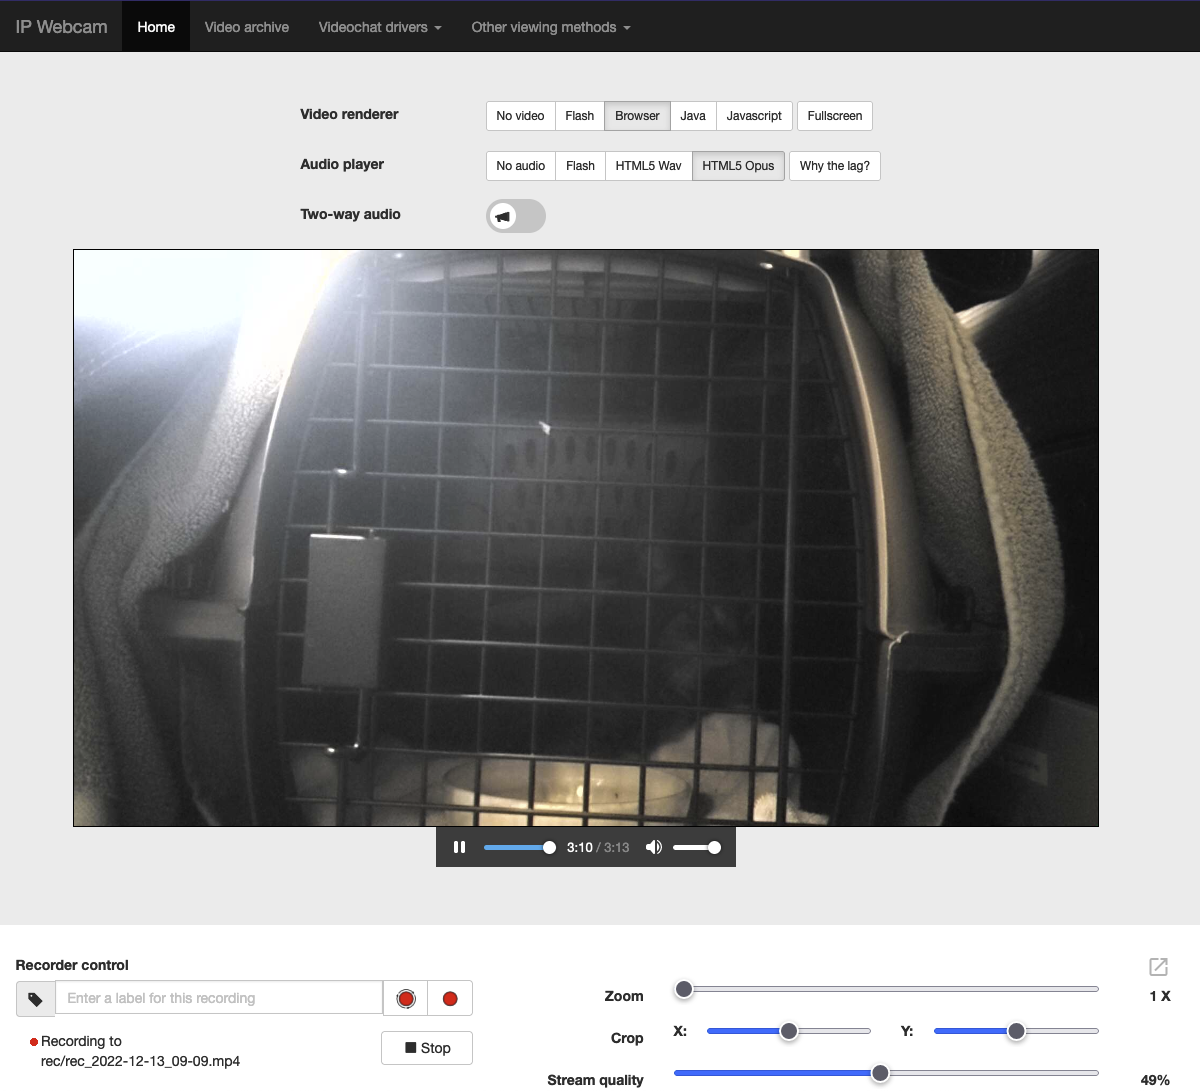 IP Webcam Home Video archive Videochat drivers Other viewing methods
Video renderer No video Flash Browser Java Javascript Fullscreen
Audio player No audio Flash HTML5 Wav HTML5 Opus Why the lag?
Two-way audio
3:10 / 3:13
Recorder control
Enter a label for this recording
Recording to
rec/rec_2022-12-13_09-09.mp4
Stop
Zoom 1 X
Crop X: Y:
Stream quality 49%